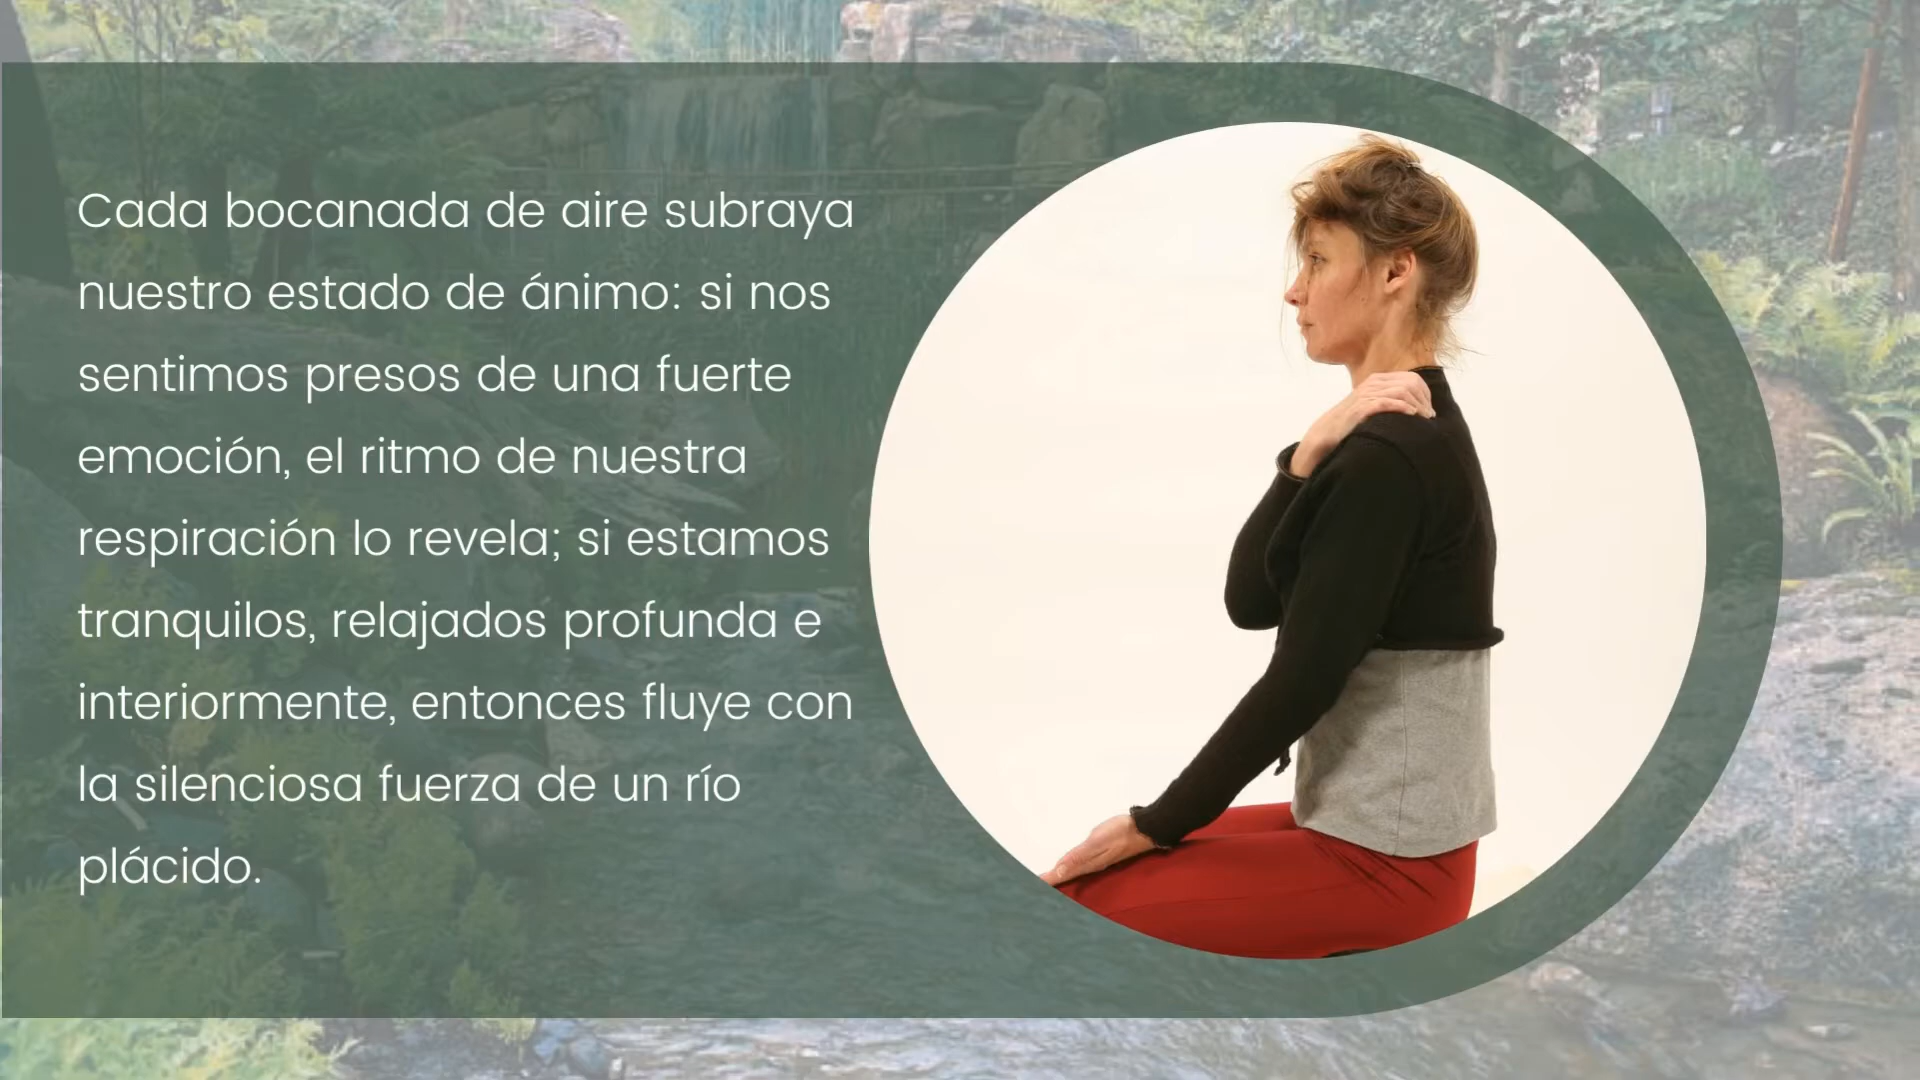 Cada bocanada de aire subraya
nuestro estado de ánimo: si nos
sentimos presos de una fuerte
emoción, el ritmo de nuestra
respiración lo revela; si estamos
tranquilos, relajados profunda e
interiormente, entonces fluye con
la silenciosa fuerza de un río
plácido.